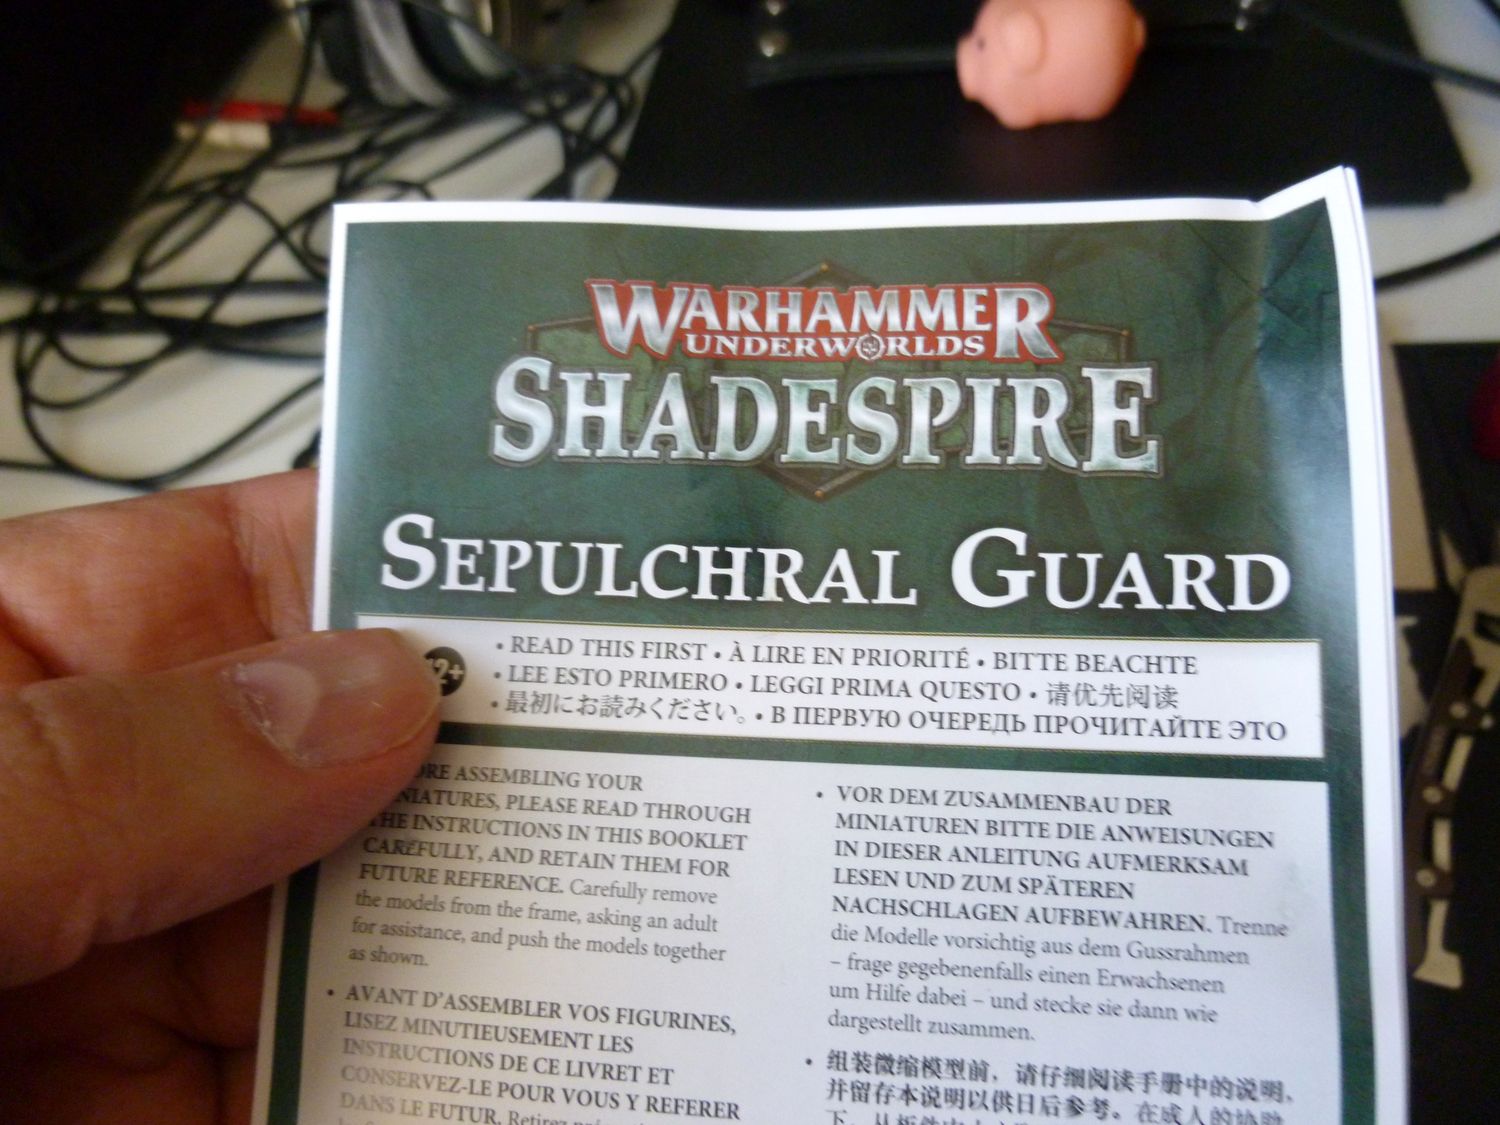 WARHAMMER
UNDERWORLDS
SHADESPIRE
SEPULCHRAL GUARD
• READ THIS FIRST • À LIRE EN PRIORITÉ • BITTE BEACHTE
• LEE ESTO PRIMERO • LEGGI PRIMA QUESTO • 请优先阅读
• 最初にお読みください。• В ПЕРВУЮ ОЧЕРЕДЬ ПРОЧИТАЙТЕ ЭТО
ASSEMBLING YOUR
PLEASE READ THROUGH
THE INSTRUCTIONS IN THIS BOOKLET
CAREFULLY, AND RETAIN THEM FOR
FUTURE REFERENCE. Carefully remove
the models from the frame, asking an adult
for assistance, and push the models together
as shown.
• AVANT D'ASSEMBLER VOS FIGURINES,
LISEZ MINUTIEUSEMENT LES
INSTRUCTIONS DE CE LIVRET ET
CONSERVEZ-LE POUR VOUS Y REFERER
DANS LE FUTUR.
• VOR DEM ZUSAMMENBAU DER
MINIATUREN BITTE DIE ANWEISUNGEN
IN DIESER ANLEITUNG AUFMERKSAM
LESEN UND ZUM SPÄTEREN
NACHSCHLAGEN AUFBEWAHREN. Trenne
die Modelle vorsichtig aus dem Gussrahmen
– frage gegebenenfalls einen Erwachsenen
um Hilfe dabei – und stecke sie dann wie
dargestellt zusammen.
• 组装微缩模型前，请仔细阅读手册中的说明，
并留存本说明以供日后参考。在成人的协助